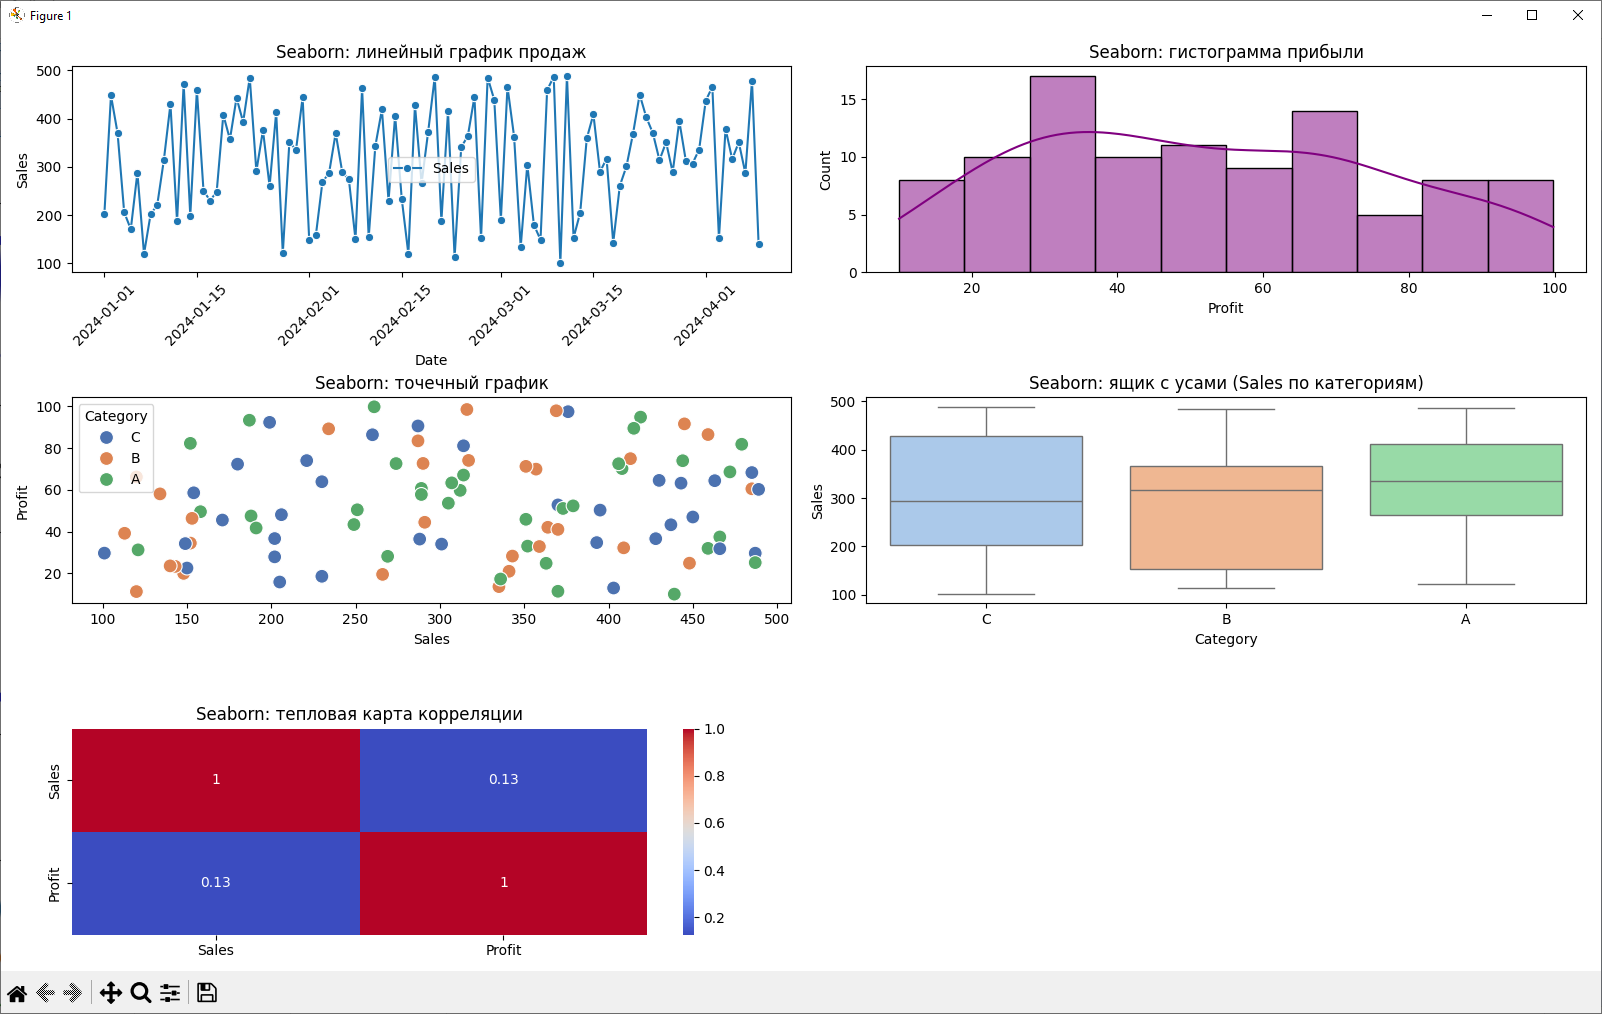 Figure 1
Seaborn: линейный график продаж
Sales
500
400
300
200
100
Sales
2024-01-01
2024-01-15
2024-02-01
2024-02-15
2024-03-01
2024-03-15
2024-04-01
Date
Seaborn: гистограмма прибыли
Count
15
10
5
0
20
40
60
80
100
Profit
Seaborn: точечный график
Category
C
B
A
Profit
100
80
60
40
20
100
150
200
250
300
350
400
450
500
Sales
Seaborn: ящик с усами (Sales по категориям)
Sales
500
400
300
200
100
C
B
A
Category
Seaborn: тепловая карта корреляции
Sales
Profit
1
0.13
0.13
1
Sales
Profit
1.0
0.8
0.6
0.4
0.2